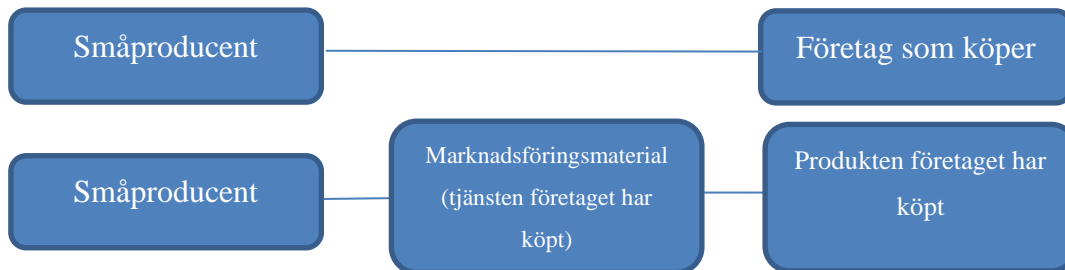 Småproducent
Företag som köper
Småproducent
Marknadsföringsmaterial
(tjänsten företaget har
köpt)
Produkten företaget har
köpt